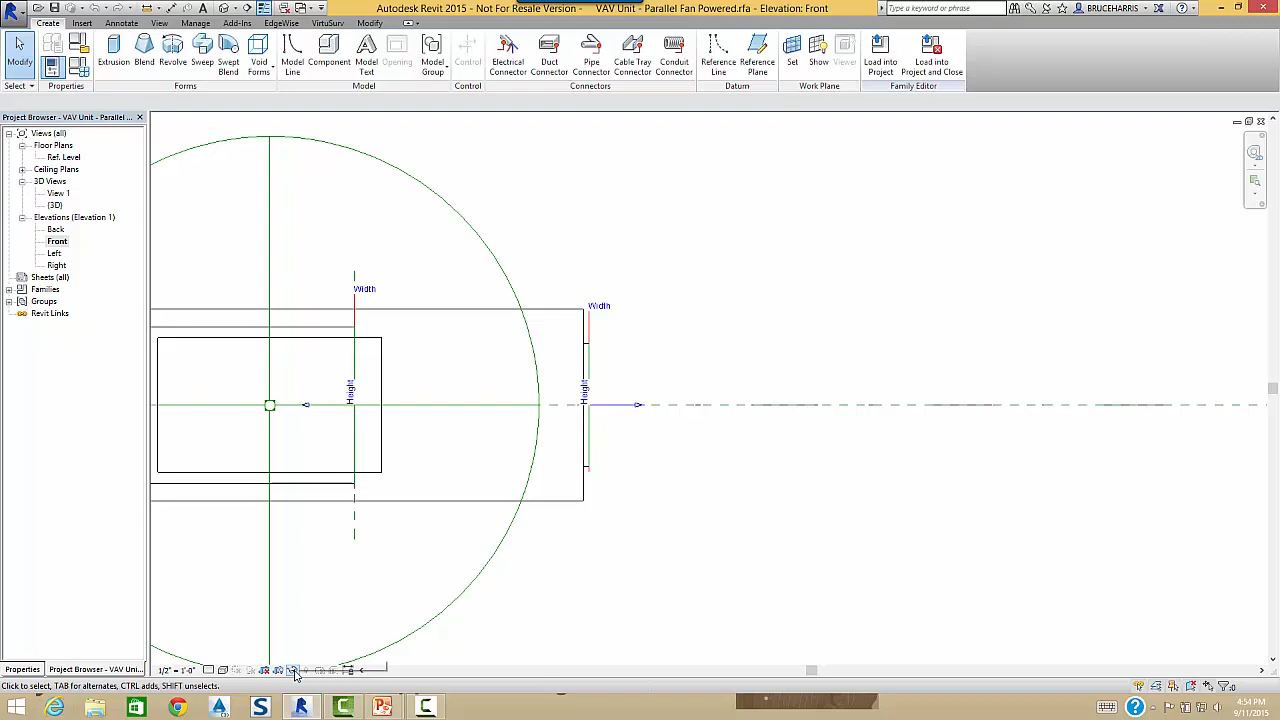 Autodesk Revit 2015 - Not For Resale Version - VAV Unit - Parallel Fan Powered.rfa - Elevation: Front
Type a keyword or phrase
BRUCEHARRIS
Create Insert Annotate View Manage Add-Ins EdgeWise VirtuSurv Modify
Modify Extrusion Blend Revolve Sweep Swept Blend Void Forms Model Line Component Model Text Opening Model Group Control Electrical Connector Duct Connector Pipe Connector Cable Tray Connector Conduit Connector Reference Line Reference Plane Set Show Viewer Load into Project Load into Project and Close
Select Properties Forms Model Control Connectors Datum Work Plane Family Editor
Project Browser - VAV Unit - Parallel ...
Views (all)
Floor Plans
Ref. Level
Ceiling Plans
3D Views
View 1
{3D}
Elevations (Elevation 1)
Back
Front
Left
Right
Sheets (all)
Families
Groups
Revit Links
Width
Width
Height
Height
Properties Project Browser - VAV Uni...
1/2" = 1'-0"
Click to select, TAB for alternates, CTRL adds, SHIFT unselects.
:0
4:54 PM
9/11/2015